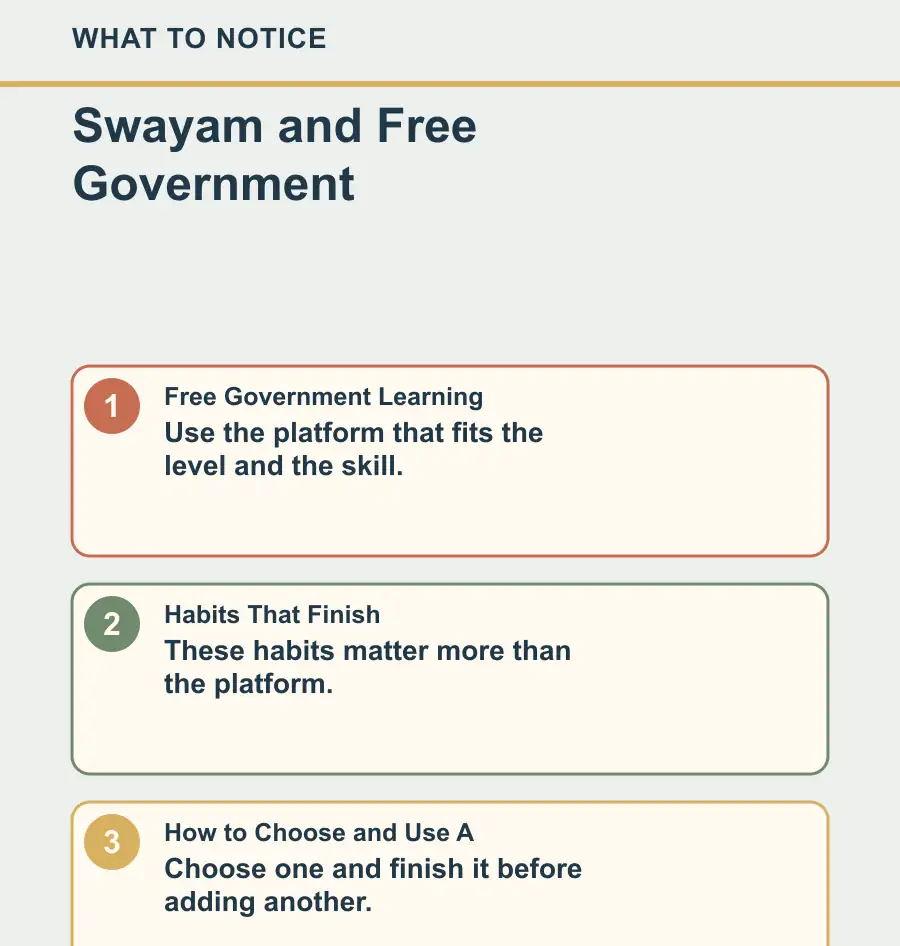 WHAT TO NOTICE
Swayam and Free
Government
1
Free Government Learning
Use the platform that fits the
level and the skill.
2
Habits That Finish
These habits matter more than
the platform.
3
How to Choose and Use A
Choose one and finish it before
adding another.